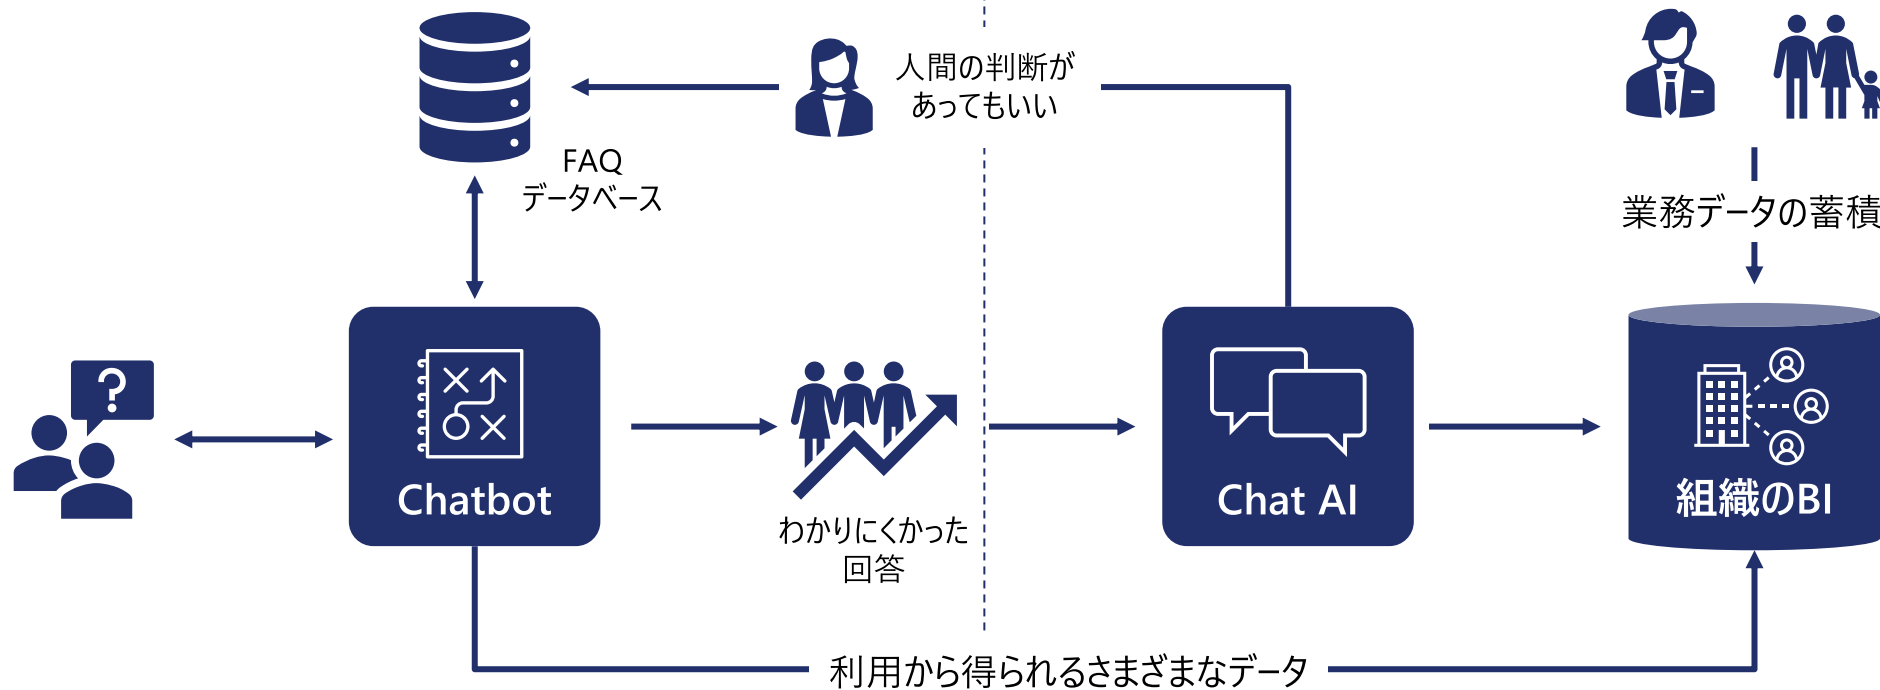 人間の判断が
あってもいい
FAQ
データベース
業務データの蓄積
?
Chatbot
わかりにくかった
回答
Chat AI
組織のBI
利用から得られるさまざまなデータ